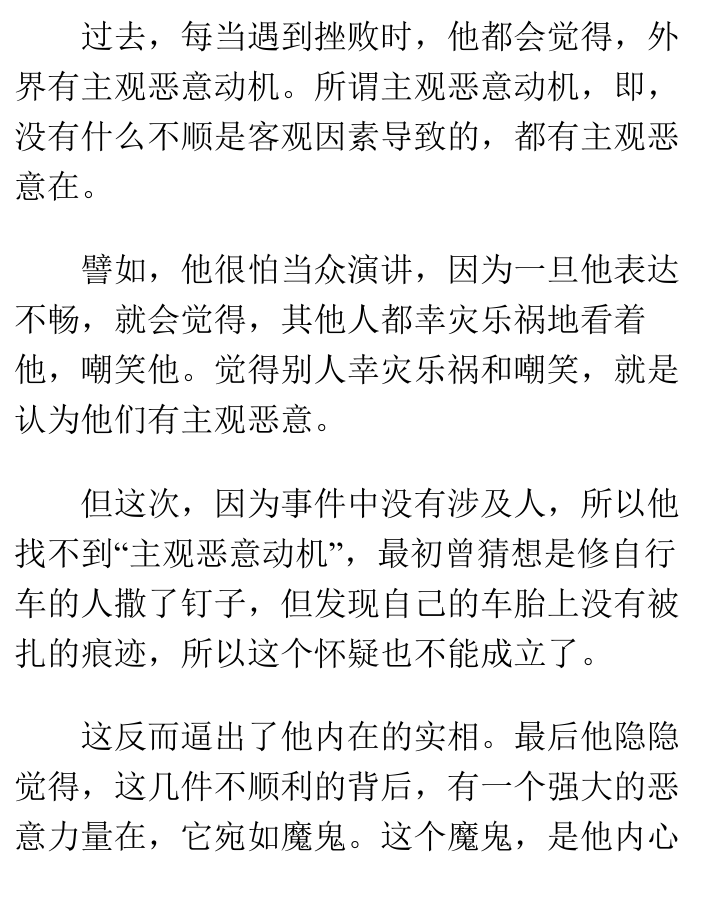 过去，每当遇到挫败时，他都会觉得，外
界有主观恶意动机。所谓主观恶意动机，即，
没有什么不顺是客观因素导致的，都有主观恶
意在。
譬如，他很怕当众演讲，因为一旦他表达
不畅，就会觉得，其他人都幸灾乐祸地看着
他，嘲笑他。觉得别人幸灾乐祸和嘲笑，就是
认为他们有主观恶意。
但这次，因为事件中没有涉及人，所以他
找不到“主观恶意动机”，最初曾猜想是修自行
车的人撒了钉子，但发现自己的车胎上没有被
扎的痕迹，所以这个怀疑也不能成立了。
这反而逼出了他内在的实相。最后他隐隐
觉得，这几件不顺利的背后，有一个强大的恶
意力量在，它宛如魔鬼。这个魔鬼，是他内心